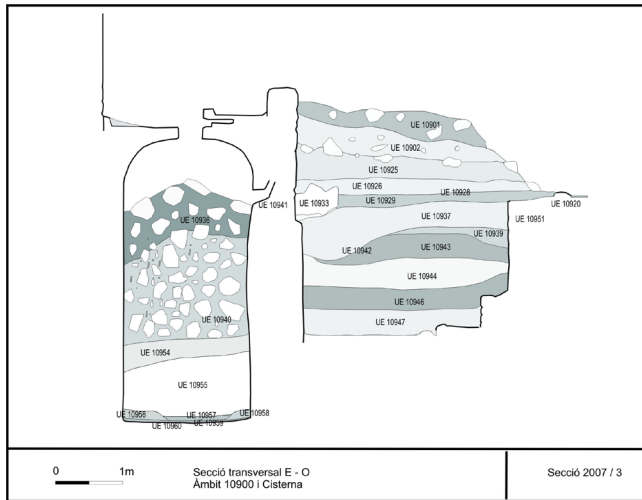 UE 10901
UE 10902
UE 10925
UE 10926
UE 10928
UE 10929
UE 10941
UE 10933
UE 10920
UE 10936
UE 10937
UE 10951
UE 10939
UE 10942
UE 10943
UE 10944
UE 10946
UE 10940
UE 10947
UE 10954
UE 10955
UE 10958
UE 10957
UE 10958
UE 10960
UE 10959
0 1m
Secció transversal E - O
Àmbit 10900 i Cisterna
Secció 2007 / 3